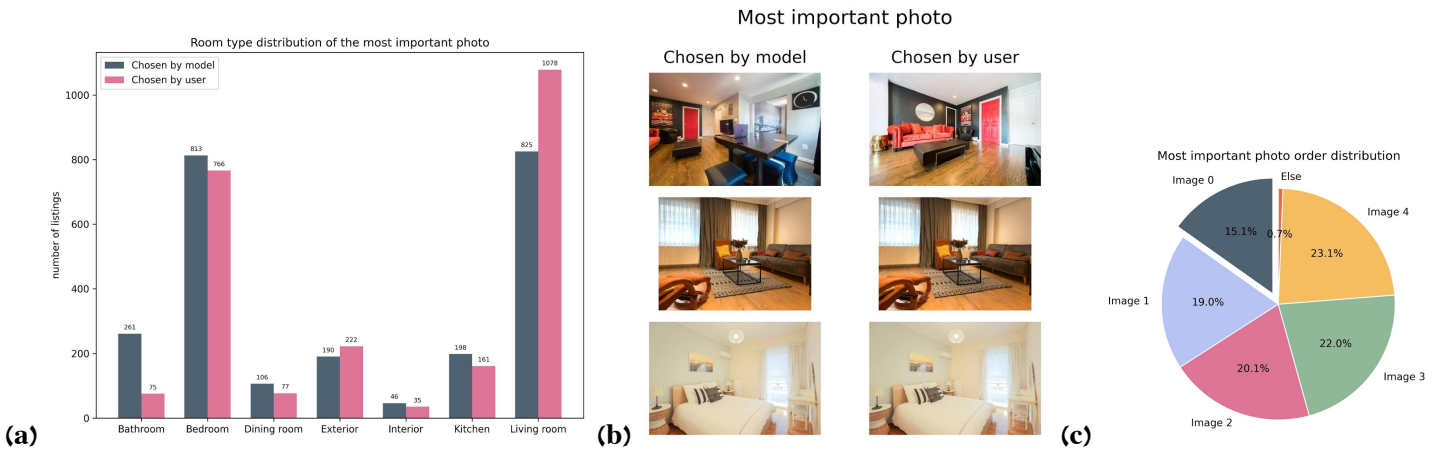 Room type distribution of the most important photo
Chosen by model
Chosen by user
number of listings
1000
800
600
400
200
0
261
75
813
766
106
77
190
222
46
35
198
161
825
1078
Bathroom
Bedroom
Dining room
Exterior
Interior
Kitchen
Living room
(a)
Most important photo
Chosen by model
Chosen by user
(b)
Most important photo order distribution
Image 0
Else
Image 4
Image 1
Image 3
Image 2
15.1%
0.7%
23.1%
19.0%
22.0%
20.1%
(c)